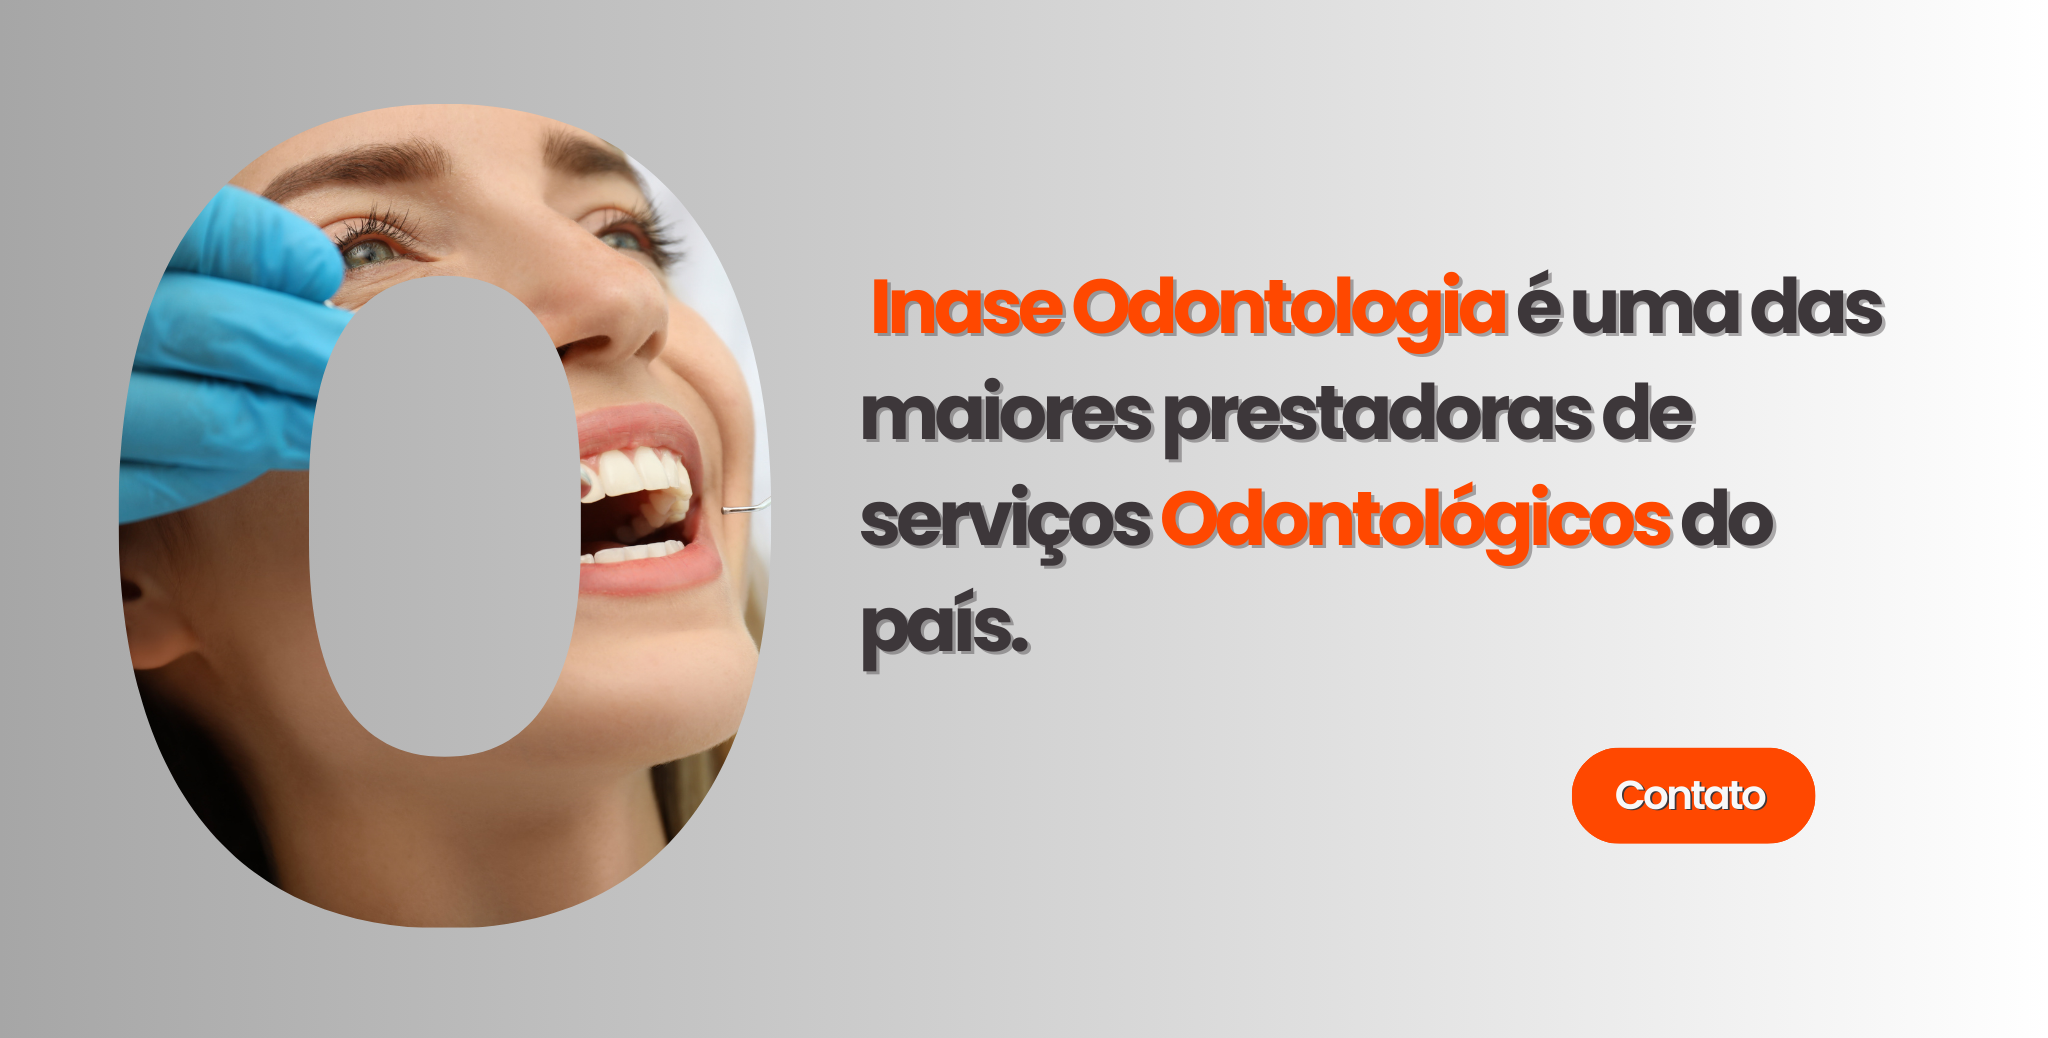 Inase Odontologia é uma das
maiores prestadoras de
serviços Odontológicos do
país.
Contato